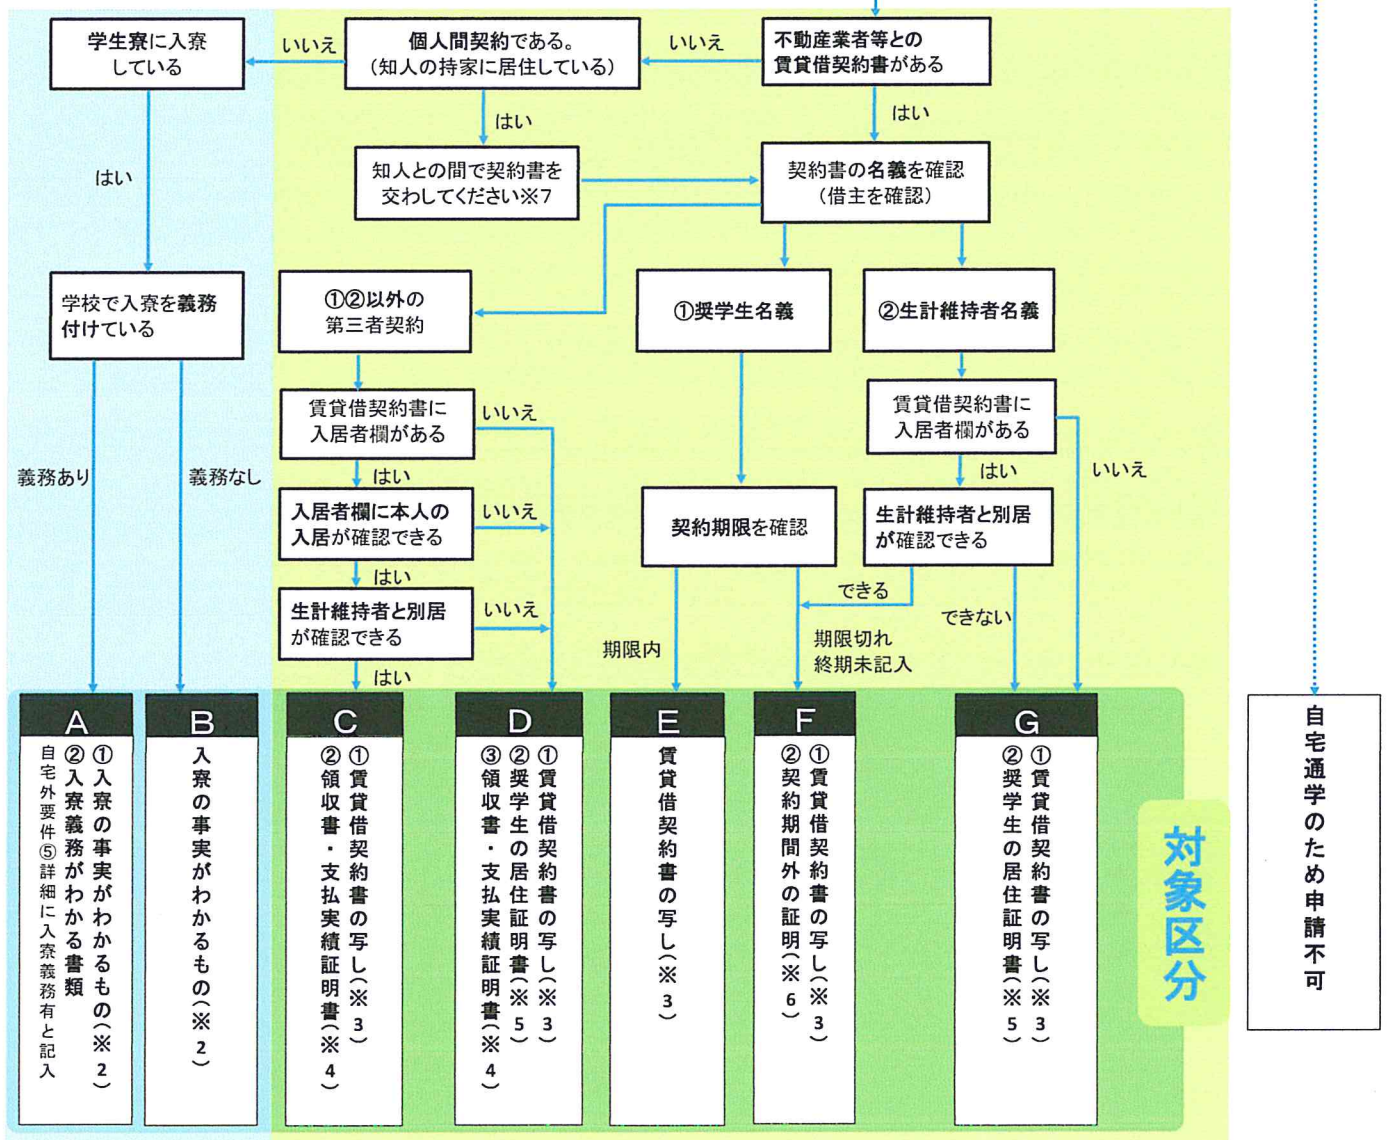 学生寮に入寮
している
いいえ
個人間契約である。
(知人の持家に居住している)
いいえ
不動産業者等との
賃貸借契約書がある
はい
はい
はい
知人との間で契約書を
交わしてください※7
契約書の名義を確認
(借主を確認)
学校で入寮を義務
付けている
①②以外の
第三者契約
①奨学生名義
②生計維持者名義
賃貸借契約書に
入居者欄がある
いいえ
賃貸借契約書に
入居者欄がある
義務あり
義務なし
はい
はい
いいえ
入居者欄に本人の
入居が確認できる
いいえ
契約期限を確認
生計維持者と別居
が確認できる
はい
生計維持者と別居
が確認できる
いいえ
できる
できない
期限内
期限切れ
終期未記入
はい
A
①入寮の事実がわかるもの(※2)
②入寮義務がわかる書類
自宅外要件⑤詳細に入寮義務有と記入
B
入寮の事実がわかるもの(※2)
C
①賃貸借契約書の写し(※3)
②領収書・支払実績証明書(※4)
D
①賃貸借契約書の写し(※3)
②奨学生の居住証明書(※5)
③領収書・支払実績証明書(※4)
E
賃貸借契約書の写し(※3)
F
①賃貸借契約書の写し(※3)
②契約期間外の証明(※6)
G
①賃貸借契約書の写し(※3)
②奨学生の居住証明書(※5)
対象区分
自宅通学のため申請不可